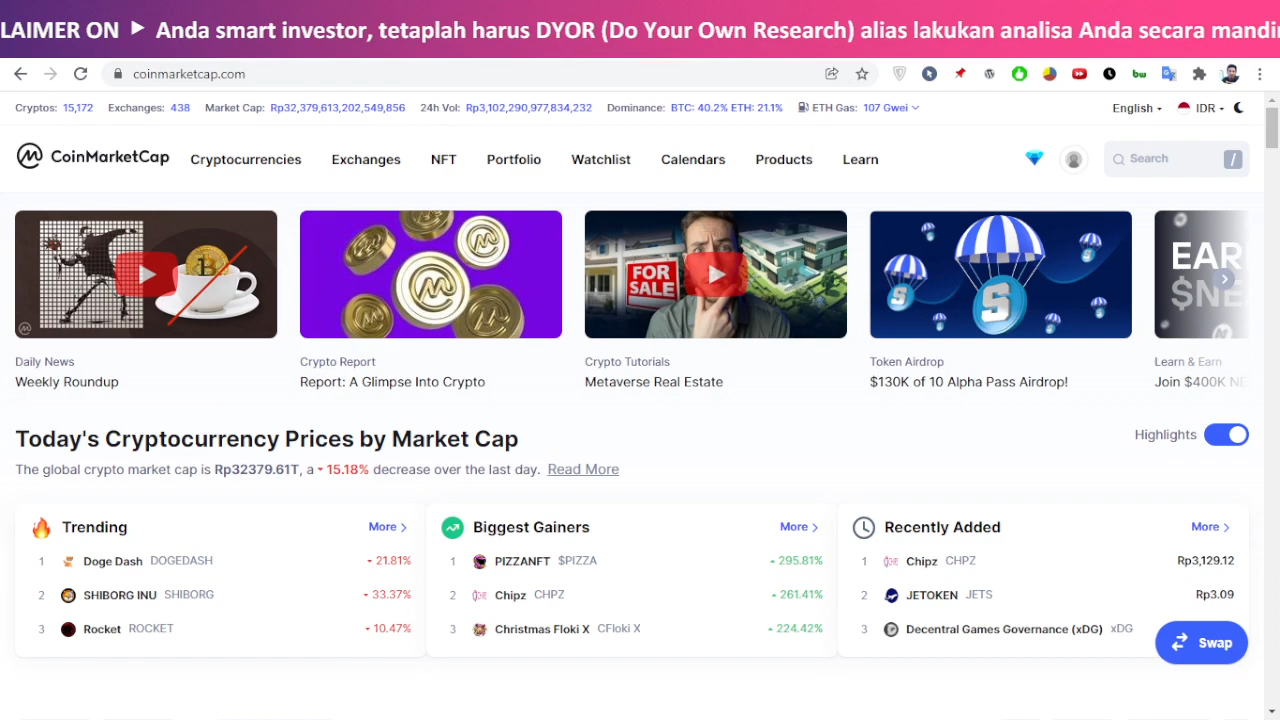 LAIMER ON ▶ Anda smart investor, tetaplah harus DYOR (Do Your Own Research) alias lakukan analisa Anda secara mandi
coinmarketcap.com
Cryptos: 15,172 Exchanges: 438 Market Cap: Rp32,379,613,202,549,856 24h Vol: Rp3,102,290,977,834,232 Dominance: BTC: 40.2% ETH: 21.1% ETH Gas: 107 Gwei English IDR
CoinMarketCap Cryptocurrencies Exchanges NFT Portfolio Watchlist Calendars Products Learn Search /
FOR SALE
EAR
$NE
Daily News
Weekly Roundup
Crypto Report
Report: A Glimpse Into Crypto
Crypto Tutorials
Metaverse Real Estate
Token Airdrop
$130K of 10 Alpha Pass Airdrop!
Learn & Earn
Join $400K NE
Today's Cryptocurrency Prices by Market Cap
Highlights
The global crypto market cap is Rp32379.61T, a 15.18% decrease over the last day. Read More
Trending More
1 Doge Dash DOGEDASH 21.81%
2 SHIBORG INU SHIBORG 33.37%
3 Rocket ROCKET 10.47%
Biggest Gainers More
1 PIZZANFT $PIZZA 295.81%
2 Chipz CHPZ 261.41%
3 Christmas Floki X CFloki X 224.42%
Recently Added More
1 Chipz CHPZ Rp3,129.12
2 JETOKEN JETS Rp3.09
3 Decentral Games Governance (xDG) xDG
Swap